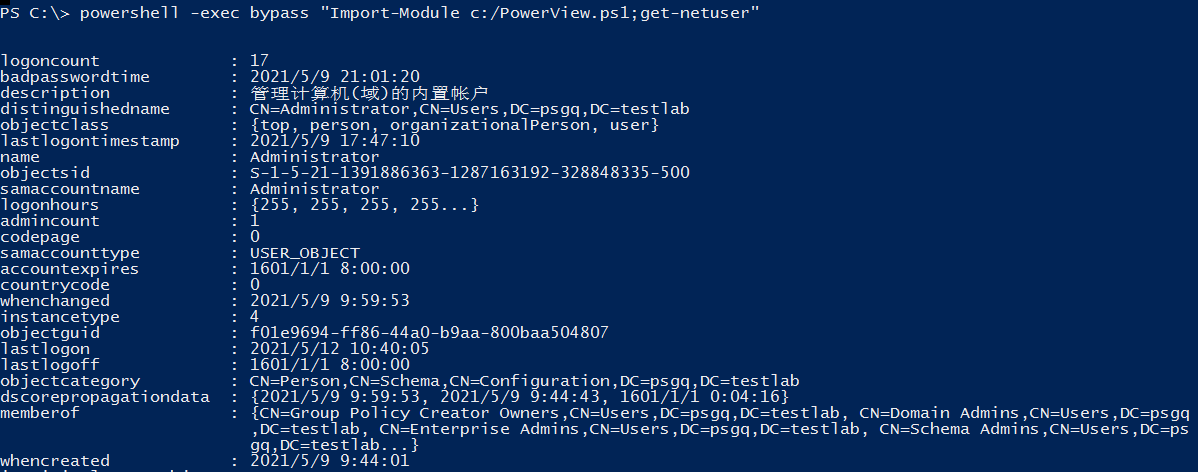 PS C:\> powershell -exec bypass "Import-Module c:/PowerView.ps1;get-netuser"
logoncount : 17
badpasswordtime : 2021/5/9 21:01:20
description : 管理计算机(域)的内置帐户
distinguishedname : CN=Administrator,CN=Users,DC=psgq,DC=testlab
objectclass : {top, person, organizationalPerson, user}
lastlogontimestamp : 2021/5/9 17:47:10
name : Administrator
objectsid : S-1-5-21-1391886363-1287163192-328848335-500
samaccountname : Administrator
logonhours : {255, 255, 255, 255...}
admincount : 1
codepage : 0
samaccounttype : USER_OBJECT
accountexpires : 1601/1/1 8:00:00
countrycode : 0
whenchanged : 2021/5/9 9:59:53
instancetype : 4
objectguid : f01e9694-ff86-44a0-b9aa-800baa504807
lastlogon : 2021/5/12 10:40:05
lastlogoff : 1601/1/1 8:00:00
objectcategory : CN=Person,CN=Schema,CN=Configuration,DC=psgq,DC=testlab
dscorepropagationdata : {2021/5/9 9:59:53, 2021/5/9 9:44:43, 1601/1/1 0:04:16}
memberof : {CN=Group Policy Creator Owners,CN=Users,DC=psgq,DC=testlab, CN=Domain Admins,CN=Users,DC=psgq
,DC=testlab, CN=Enterprise Admins,CN=Users,DC=psgq,DC=testlab, CN=Schema Admins,CN=Users,DC=ps
gq,DC=testlab...}
whencreated : 2021/5/9 9:44:01